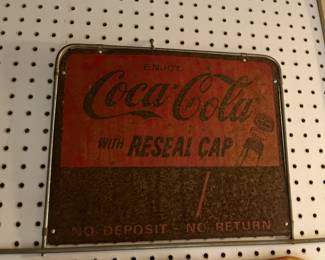 ENJOY
Coca-Cola
WITH RESEAL CAP
NO DEPOSIT - NO RETURN